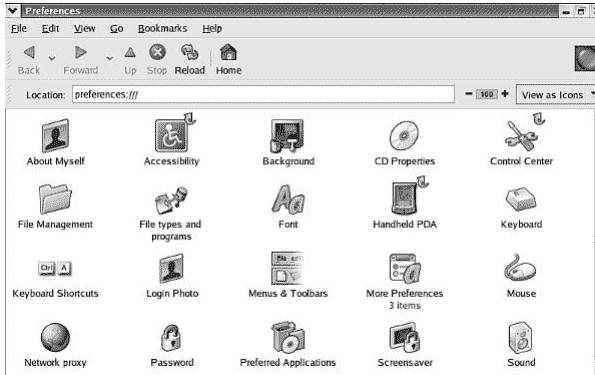 Preferences
File Edit View Go Bookmarks Help
Back Forward Up Stop Reload Home
Location: preferences:/// 100 View as Icons
About Myself Accessibility Background CD Properties Control Center
File Management File types and programs Font Handheld PDA Keyboard
Ctrl A
Keyboard Shortcuts Login Photo Menus & Toolbars More Preferences Mouse
3 items
Network proxy Password Preferred Applications Screensaver Sound